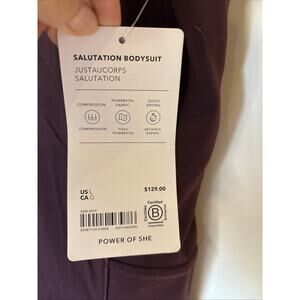 SALUTATION BODYSUIT
JUSTAUCORPS
SALUTATION
COMPRESSION
POWERVITA
FABRIC
QUICK
DRYING
COMPRESSION
TISSU
POWERVITA
SÉCHAGE
RAPIDE
US L
CA G
$129.00
Certified
B
Corporation
POWER OF SHE